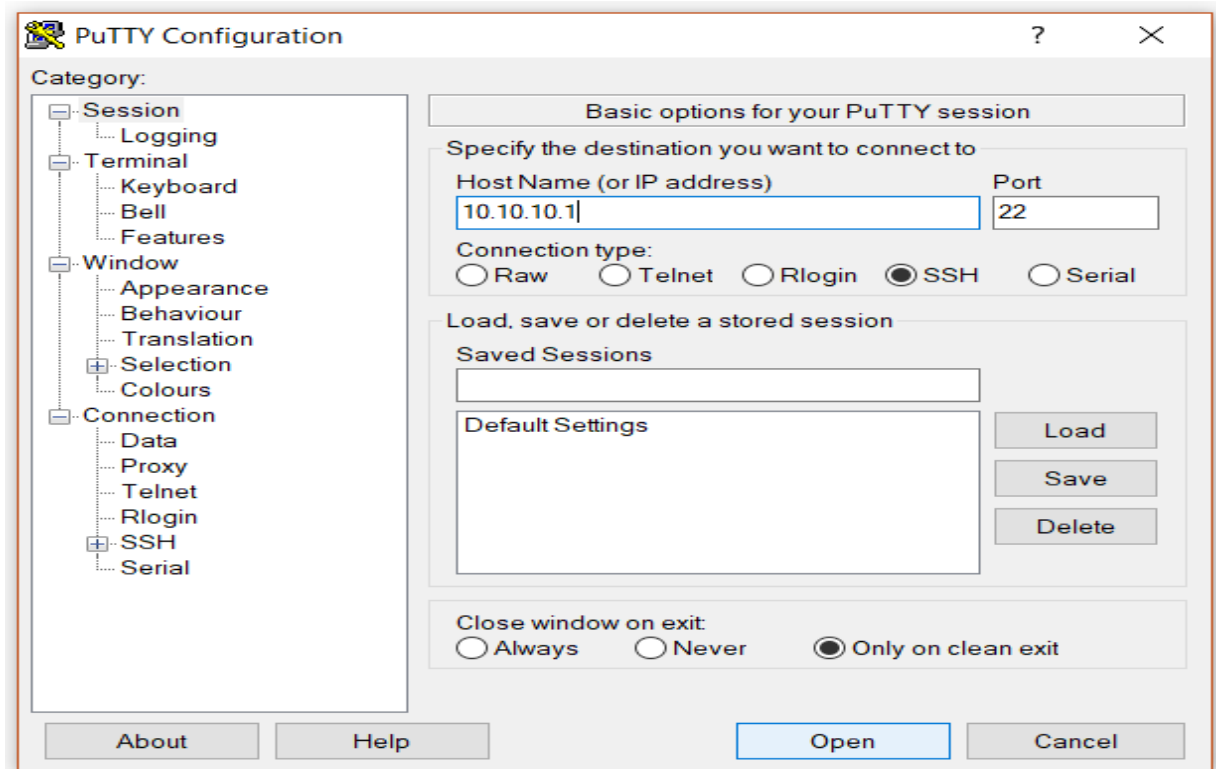 PuTTY Configuration ?
Category:
Session
Logging
Terminal
Keyboard
Bell
Features
Window
Appearance
Behaviour
Translation
Selection
Colours
Connection
Data
Proxy
Telnet
Rlogin
SSH
Serial
Basic options for your PuTTY session
Specify the destination you want to connect to
Host Name (or IP address) Port
10.10.10.1 22
Connection type:
Raw Telnet Rlogin SSH Serial
Load, save or delete a stored session
Saved Sessions
Default Settings
Load
Save
Delete
Close window on exit:
Always Never Only on clean exit
About Help Open Cancel